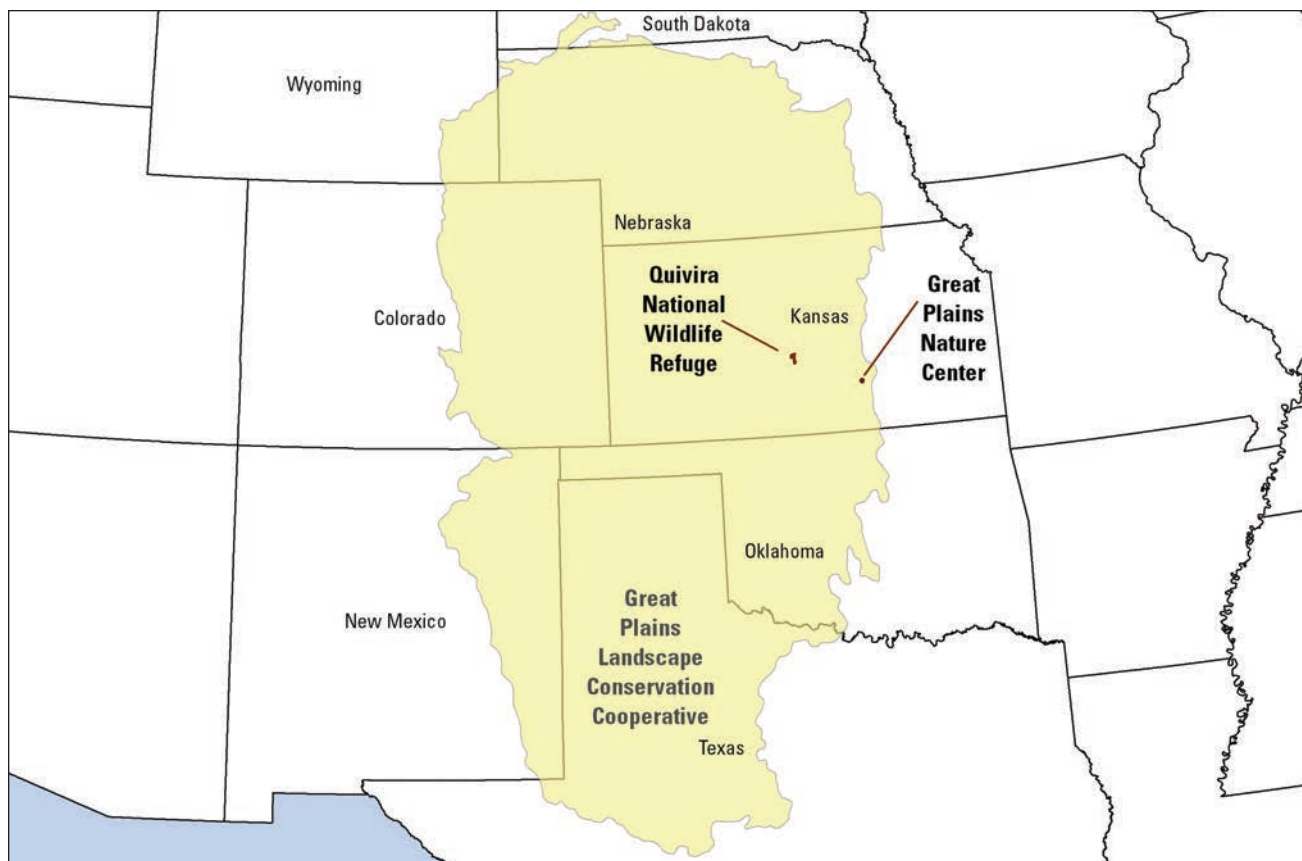 South Dakota
Wyoming
Nebraska
Quivira
National
Wildlife
Refuge
Kansas
Great
Plains
Nature
Center
Colorado
Oklahoma
New Mexico
Great
Plains
Landscape
Conservation
Cooperative
Texas